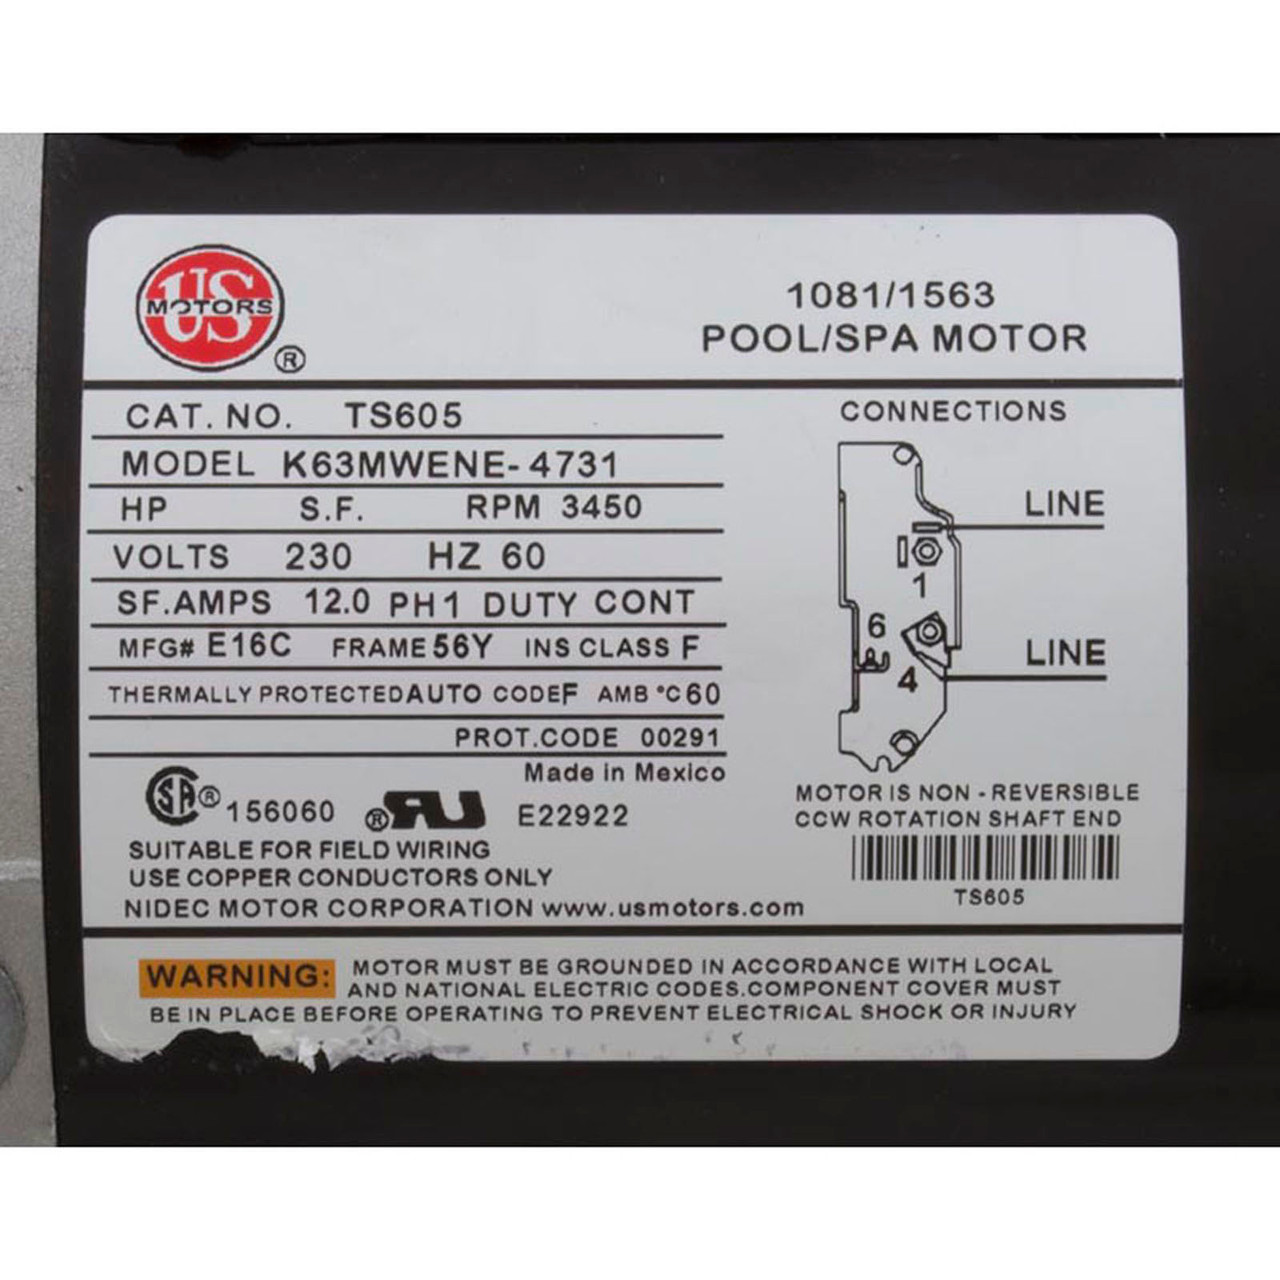 US
MOTORS
®
1081/1563
POOL/SPA MOTOR
CAT. NO. TS605
MODEL K63MWENE-4731
HP S.F. RPM 3450
VOLTS 230 HZ 60
SF.AMPS 12.0 PH1 DUTY CONT
MFG# E16C FRAME 56Y INS CLASS F
THERMALLY PROTECTED AUTO CODE F AMB °C 60
PROT.CODE 00291
Made in Mexico
SA ® 156060 ® RU E22922
SUITABLE FOR FIELD WIRING
USE COPPER CONDUCTORS ONLY
NIDEC MOTOR CORPORATION www.usmotors.com
CONNECTIONS
LINE
1
6
LINE
4
MOTOR IS NON - REVERSIBLE
CCW ROTATION SHAFT END
TS605
WARNING: MOTOR MUST BE GROUNDED IN ACCORDANCE WITH LOCAL
AND NATIONAL ELECTRIC CODES.COMPONENT COVER MUST
BE IN PLACE BEFORE OPERATING TO PREVENT ELECTRICAL SHOCK OR INJURY